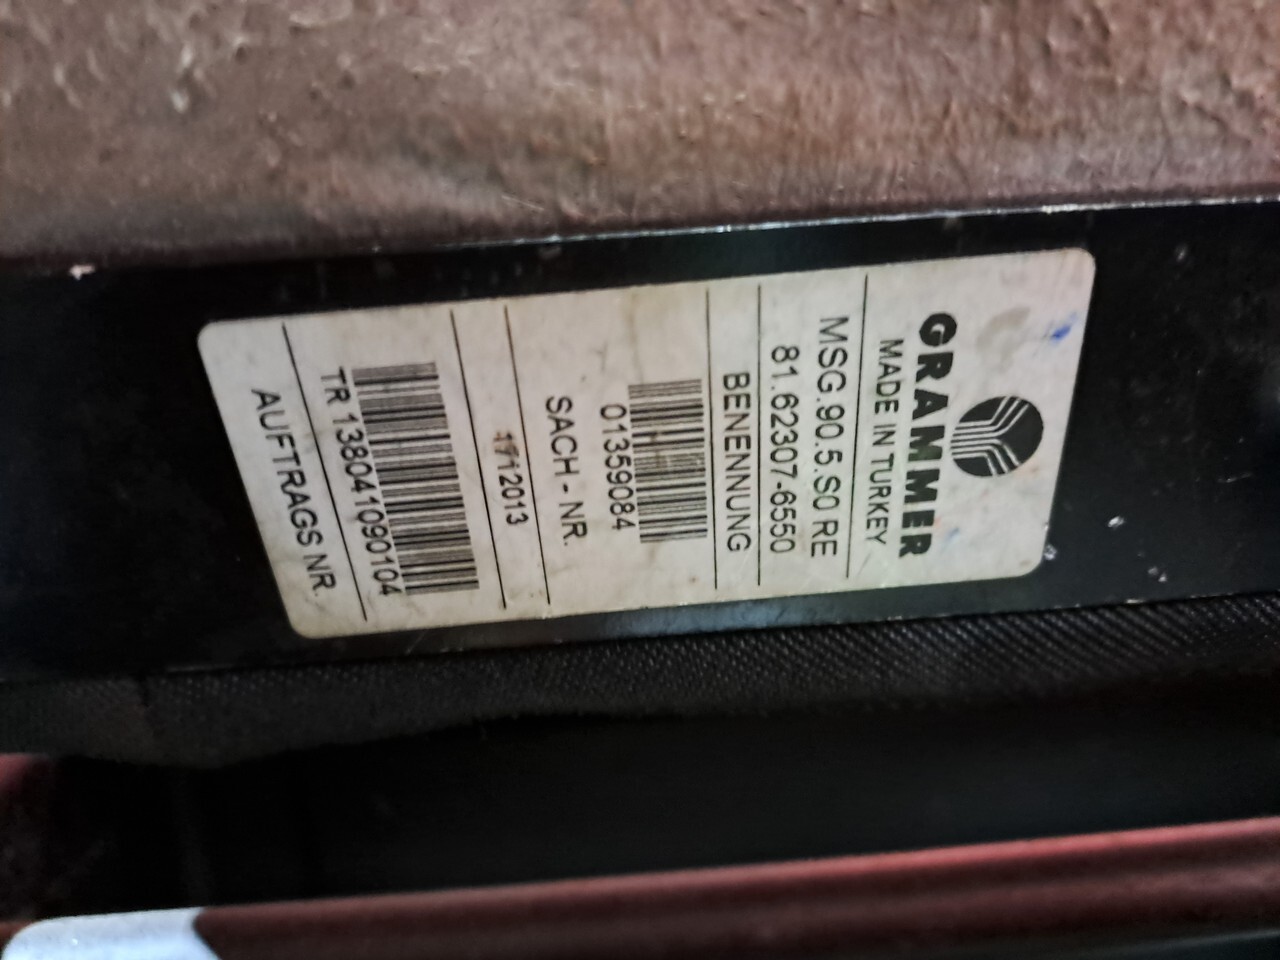 GRAMMER
MADE IN TURKEY
MSG.90.5.S0 RE
81.62307-6550
BENENNUNG
01359084
SACH - NR.
1712013
TR 138041090104
AUFTRAGS NR.